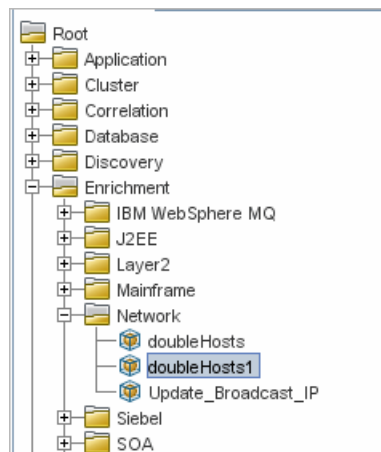 Root
Application
Cluster
Correlation
Database
Discovery
Enrichment
IBM WebSphere MQ
J2EE
Layer2
Mainframe
Network
doubleHosts
doubleHosts1
Update_Broadcast_IP
Siebel
SOA